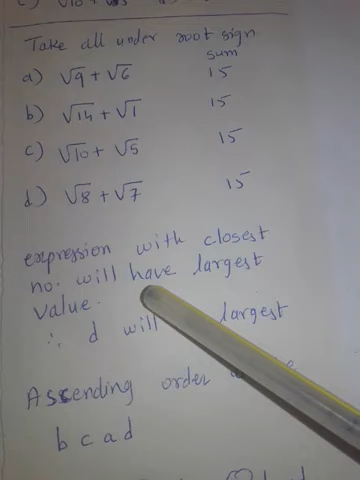 Take all under root sign
sum
a) √9 + √6 15
b) √14 + √1 15
c) √10 + √5 15
d) √8 + √7 15
expression with closest
no. will have largest
value.
∴ d will largest
Ascending order
b c a d